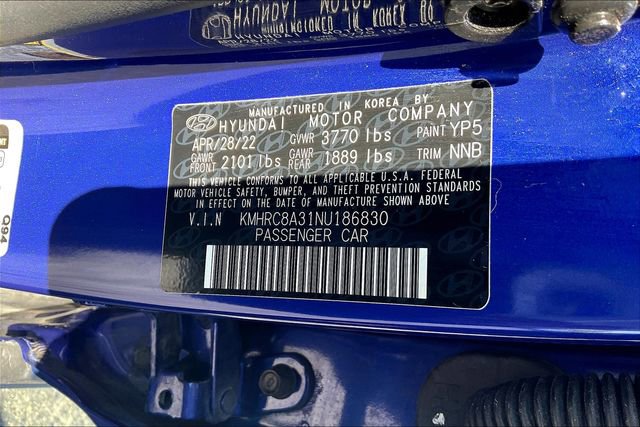 MANUFACTURED IN KOREA BY
HYUNDAI MOTOR COMPANY
APR/28/22 GVWR 3770 lbs PAINT YP5
GAWR FRONT 2101 lbs GAWR REAR 1889 lbs TRIM NNB
THIS VEHICLE CONFORMS TO ALL APPLICABLE U.S.A. FEDERAL
MOTOR VEHICLE SAFETY, BUMPER, AND THEFT PREVENTION STANDARDS
IN EFFECT ON THE DATE OF MANUFACTURE SHOWN ABOVE
V.I.N KMHRC8A31NU186830
PASSENGER CAR
Q94